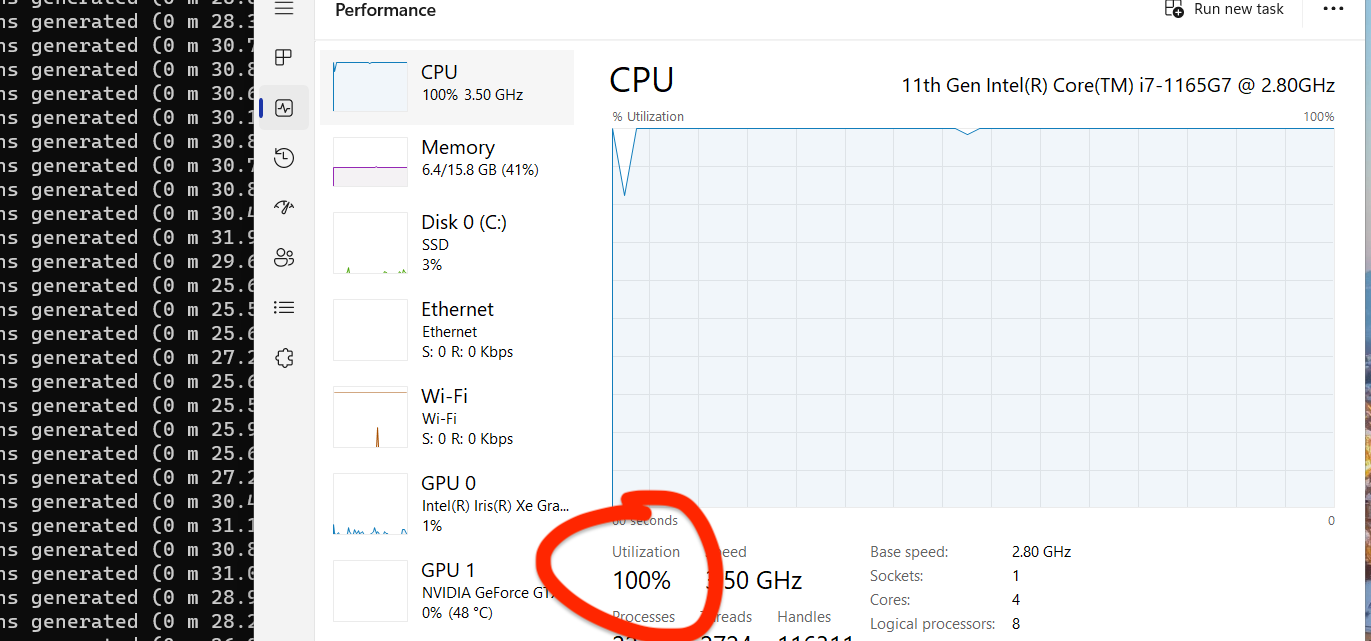 ns generated (0 m 28.3
ns generated (0 m 30.7
ns generated (0 m 30.8
ns generated (0 m 30.6
ns generated (0 m 30.1
ns generated (0 m 30.8
ns generated (0 m 30.7
ns generated (0 m 30.8
ns generated (0 m 30.4
ns generated (0 m 31.9
ns generated (0 m 29.6
ns generated (0 m 25.6
ns generated (0 m 25.5
ns generated (0 m 25.6
ns generated (0 m 27.2
ns generated (0 m 25.6
ns generated (0 m 25.5
ns generated (0 m 25.9
ns generated (0 m 25.6
ns generated (0 m 27.2
ns generated (0 m 30.4
ns generated (0 m 31.1
ns generated (0 m 30.8
ns generated (0 m 31.0
ns generated (0 m 28.9
ns generated (0 m 28.2
Performance
Run new task
CPU
100% 3.50 GHz
Memory
6.4/15.8 GB (41%)
Disk 0 (C:)
SSD
3%
Ethernet
Ethernet
S: 0 R: 0 Kbps
Wi-Fi
Wi-Fi
S: 0 R: 0 Kbps
GPU 0
Intel(R) Iris(R) Xe Gra...
1%
GPU 1
NVIDIA GeForce
0% (48 °C)
CPU
11th Gen Intel(R) Core(TM) i7-1165G7 @ 2.80GHz
% Utilization
100%
seconds
0
Utilization
100%
3.50 GHz
Processes
Handles
Base speed: 2.80 GHz
Sockets: 1
Cores: 4
Logical processors: 8